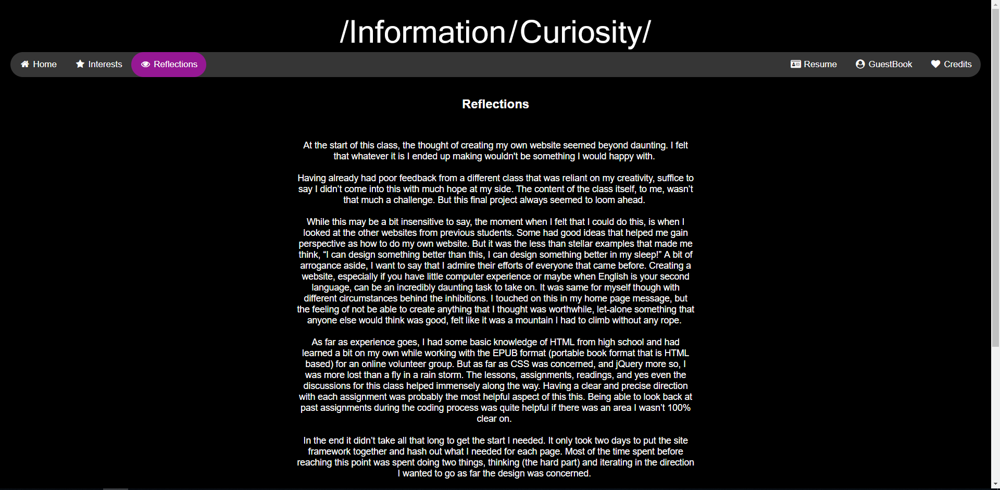 /Information/Curiosity/
Home Interests Reflections Resume GuestBook Credits
Reflections
At the start of this class, the thought of creating my own website seemed beyond daunting. I felt
that whatever it is I ended up making wouldn't be something I would happy with.
Having already had poor feedback from a different class that was reliant on my creativity, suffice to
say I didn’t come into this with much hope at my side. The content of the class itself, to me, wasn’t
that much a challenge. But this final project always seemed to loom ahead.
While this may be a bit insensitive to say, the moment when I felt that I could do this, is when I
looked at the other websites from previous students. Some had good ideas that helped me gain
perspective as how to do my own website. But it was the less than stellar examples that made me
think, “I can design something better than this, I can design something better in my sleep!” A bit of
arrogance aside, I want to say that I admire their efforts of everyone that came before. Creating a
website, especially if you have little computer experience or maybe when English is your second
language, can be an incredibly daunting task to take on. It was same for myself though with
different circumstances behind the inhibitions. I touched on this in my home page message, but
the feeling of not be able to create anything that I thought was worthwhile, let-alone something that
anyone else would think was good, felt like it was a mountain I had to climb without any rope.
As far as experience goes, I had some basic knowledge of HTML from high school and had
learned a bit on my own while working with the EPUB format (portable book format that is HTML
based) for an online volunteer group. But as far as CSS was concerned, and jQuery more so, I
was more lost than a fly in a rain storm. The lessons, assignments, readings, and yes even the
discussions for this class helped immensely along the way. Having a clear and precise direction
with each assignment was probably the most helpful aspect of this this. Being able to look back at
past assignments during the coding process was quite helpful if there was an area I wasn’t 100%
clear on.
In the end it didn’t take all that long to get the start I needed. It only took two days to put the site
framework together and hash out what I needed for each page. Most of the time spent before
reaching this point was spent doing two things, thinking (the hard part) and iterating in the direction
I wanted to go as far the design was concerned.